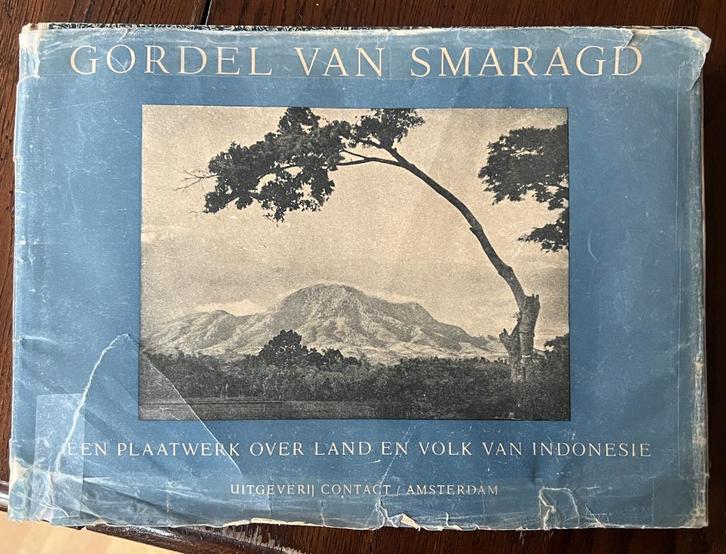 GORDEL VAN SMARAGD
EEN PLAATWERK OVER LAND EN VOLK VAN INDONESIE
UITGEVERIJ CONTACT / AMSTERDAM